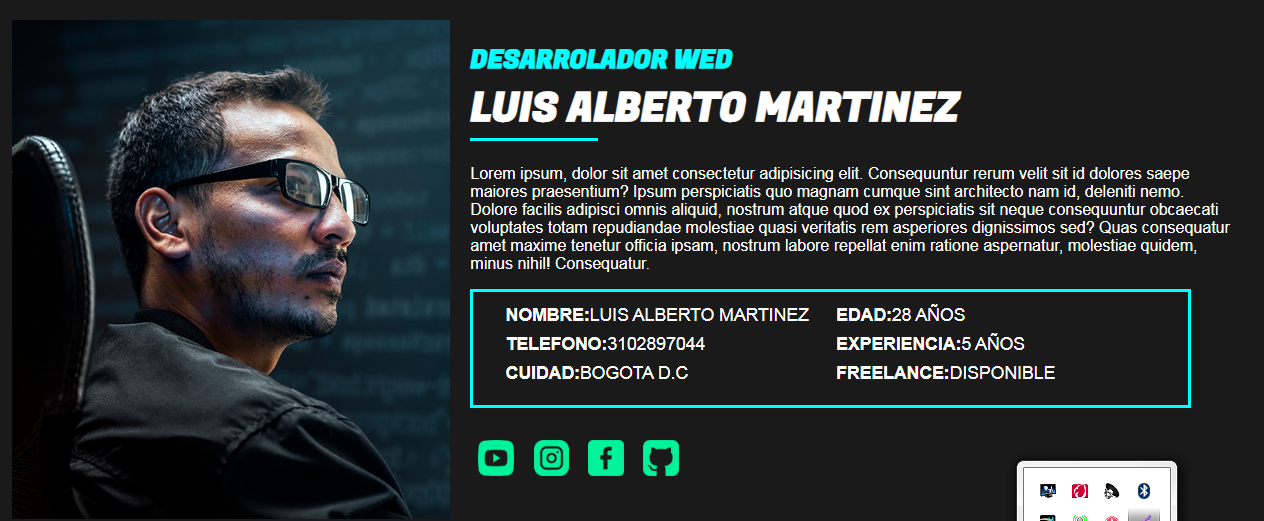 DESARROLADOR WED
LUIS ALBERTO MARTINEZ
Lorem ipsum, dolor sit amet consectetur adipisicing elit. Consequuntur rerum velit sit id dolores saepe
maiores praesentium? Ipsum perspiciatis quo magnam cumque sint architecto nam id, deleniti nemo.
Dolore facilis adipisci omnis aliquid, nostrum atque quod ex perspiciatis sit neque consequuntur obcaecati
voluptates totam repudiandae molestiae quasi veritatis rem asperiores dignissimos sed? Quas consequatur
amet maxime tenetur officia ipsam, nostrum labore repellat enim ratione aspernatur, molestiae quidem,
minus nihil! Consequatur.
NOMBRE:LUIS ALBERTO MARTINEZ EDAD:28 AÑOS
TELEFONO:3102897044 EXPERIENCIA:5 AÑOS
CUIDAD:BOGOTA D.C FREELANCE:DISPONIBLE